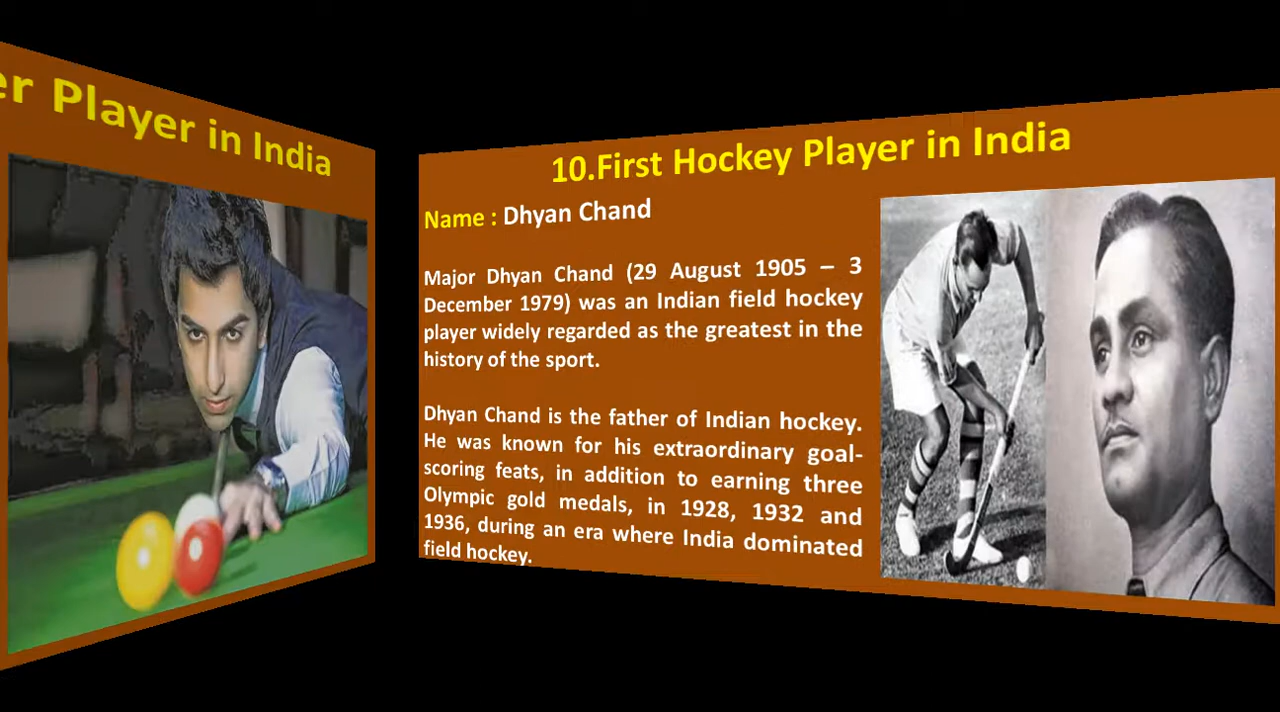 Player in India
10.First Hockey Player in India
Name : Dhyan Chand
Major Dhyan Chand (29 August 1905 – 3
December 1979) was an Indian field hockey
player widely regarded as the greatest in the
history of the sport.
Dhyan Chand is the father of Indian hockey.
He was known for his extraordinary goal-
scoring feats, in addition to earning three
Olympic gold medals, in 1928, 1932 and
1936, during an era where India dominated
field hockey.